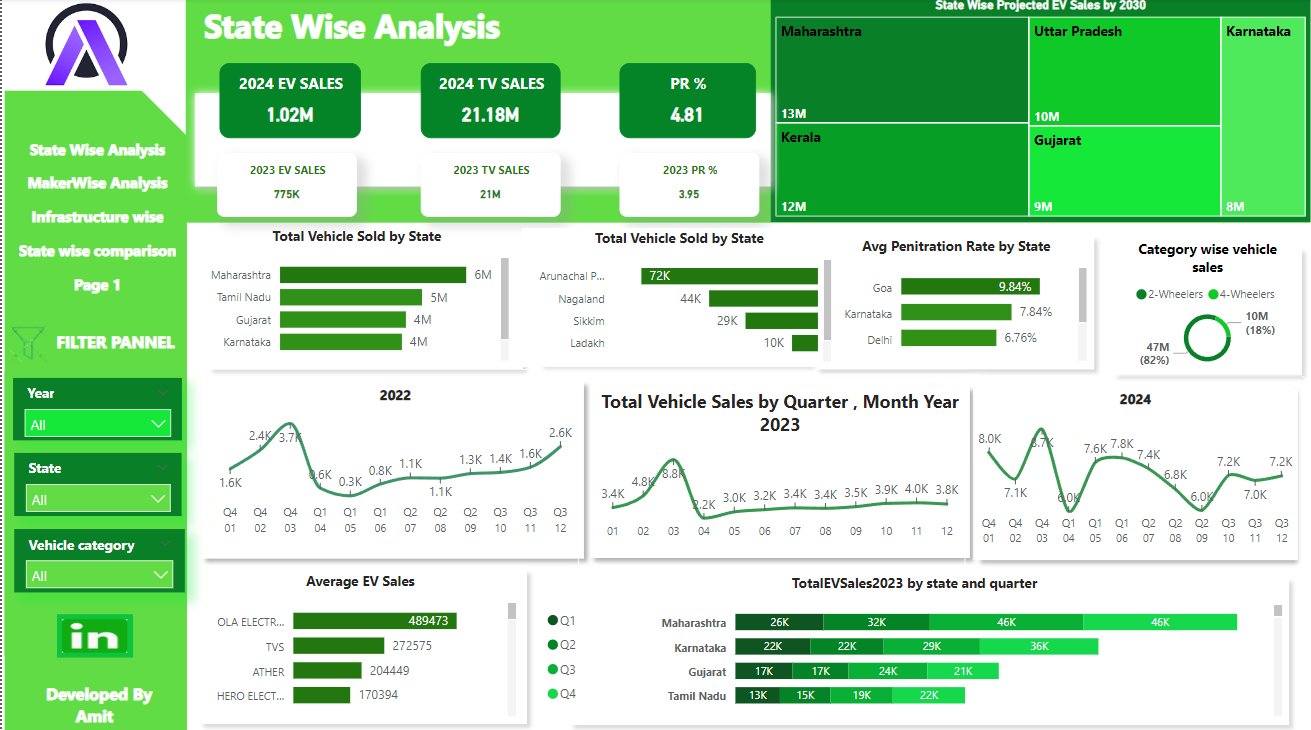 State Wise Analysis
2024 EV SALES
1.02M
2024 TV SALES
21.18M
PR %
4.81
2023 EV SALES
775K
2023 TV SALES
21M
2023 PR %
3.95
State Wise Projected EV Sales by 2030
Maharashtra
13M
Kerala
12M
Uttar Pradesh
10M
Gujarat
9M
Karnataka
8M
State Wise Analysis
MakerWise Analysis
Infrastructure wise
State wise comparison
Page 1
FILTER PANNEL
Year
All
State
All
Vehicle category
All
in
Developed By
Amit
Total Vehicle Sold by State
Maharashtra 6M
Tamil Nadu 5M
Gujarat 4M
Karnataka 4M
Total Vehicle Sold by State
Arunachal P... 72K
Nagaland 44K
Sikkim 29K
Ladakh 10K
Avg Penitration Rate by State
Goa 9.84%
Karnataka 7.84%
Delhi 6.76%
Category wise vehicle
sales
2-Wheelers 4-Wheelers
10M
(18%)
47M
(82%)
2022
1.6K 2.4K 3.7K 0.6K 0.3K 0.8K 1.1K 1.1K 1.3K 1.4K 1.6K 2.6K
Q4 Q4 Q4 Q1 Q1 Q1 Q2 Q2 Q2 Q3 Q3 Q3
01 02 03 04 05 06 07 08 09 10 11 12
Total Vehicle Sales by Quarter , Month Year
2023
3.4K 4.8K 8.8K 2.2K 3.0K 3.2K 3.4K 3.4K 3.5K 3.9K 4.0K 3.8K
01 02 03 04 05 06 07 08 09 10 11 12
2024
8.0K 7.1K 8.7K 6.0K 7.6K 7.8K 7.4K 6.8K 6.0K 7.2K 7.0K 7.2K
Q4 Q4 Q4 Q1 Q1 Q1 Q2 Q2 Q2 Q3 Q3 Q3
01 02 03 04 05 06 07 08 09 10 11 12
Average EV Sales
OLA ELECTR... 489473
TVS 272575
ATHER 204449
HERO ELECT... 170394
TotalEVSales2023 by state and quarter
Q1
Q2
Q3
Q4
Maharashtra 26K 32K 46K 46K
Karnataka 22K 22K 29K 36K
Gujarat 17K 17K 24K 21K
Tamil Nadu 13K 15K 19K 22K